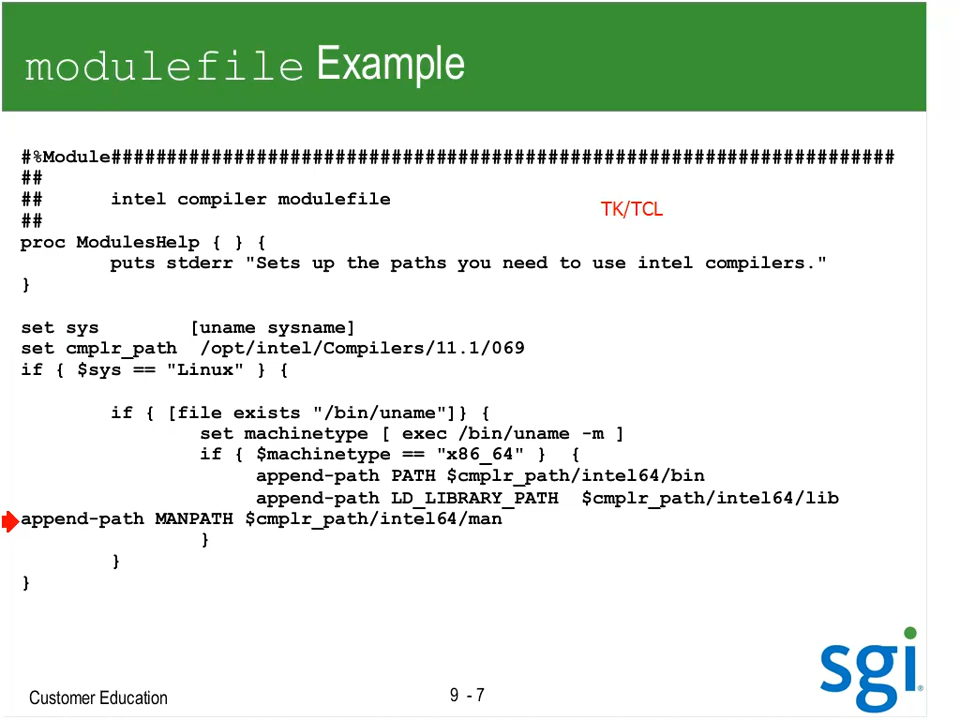 modulefile Example
#%Module######################################################################
##
##      intel compiler modulefile
TK/TCL
##
proc ModulesHelp { } {
        puts stderr "Sets up the paths you need to use intel compilers."
}
set sys        [uname sysname]
set cmplr_path  /opt/intel/Compilers/11.1/069
if { $sys == "Linux" } {
        if { [file exists "/bin/uname"]} {
                set machinetype [ exec /bin/uname -m ]
                if { $machinetype == "x86_64" }  {
                     append-path PATH $cmplr_path/intel64/bin
                     append-path LD_LIBRARY_PATH  $cmplr_path/intel64/lib
append-path MANPATH $cmplr_path/intel64/man
                }
        }
}
sgi®
Customer Education
9 - 7